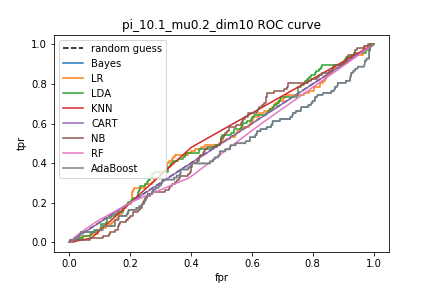 pi_10.1_mu0.2_dim10 ROC curve
random guess
Bayes
LR
LDA
KNN
CART
NB
RF
AdaBoost
tpr
1.0
0.8
0.6
0.4
0.2
0.0
0.0 0.2 0.4 0.6 0.8 1.0
fpr